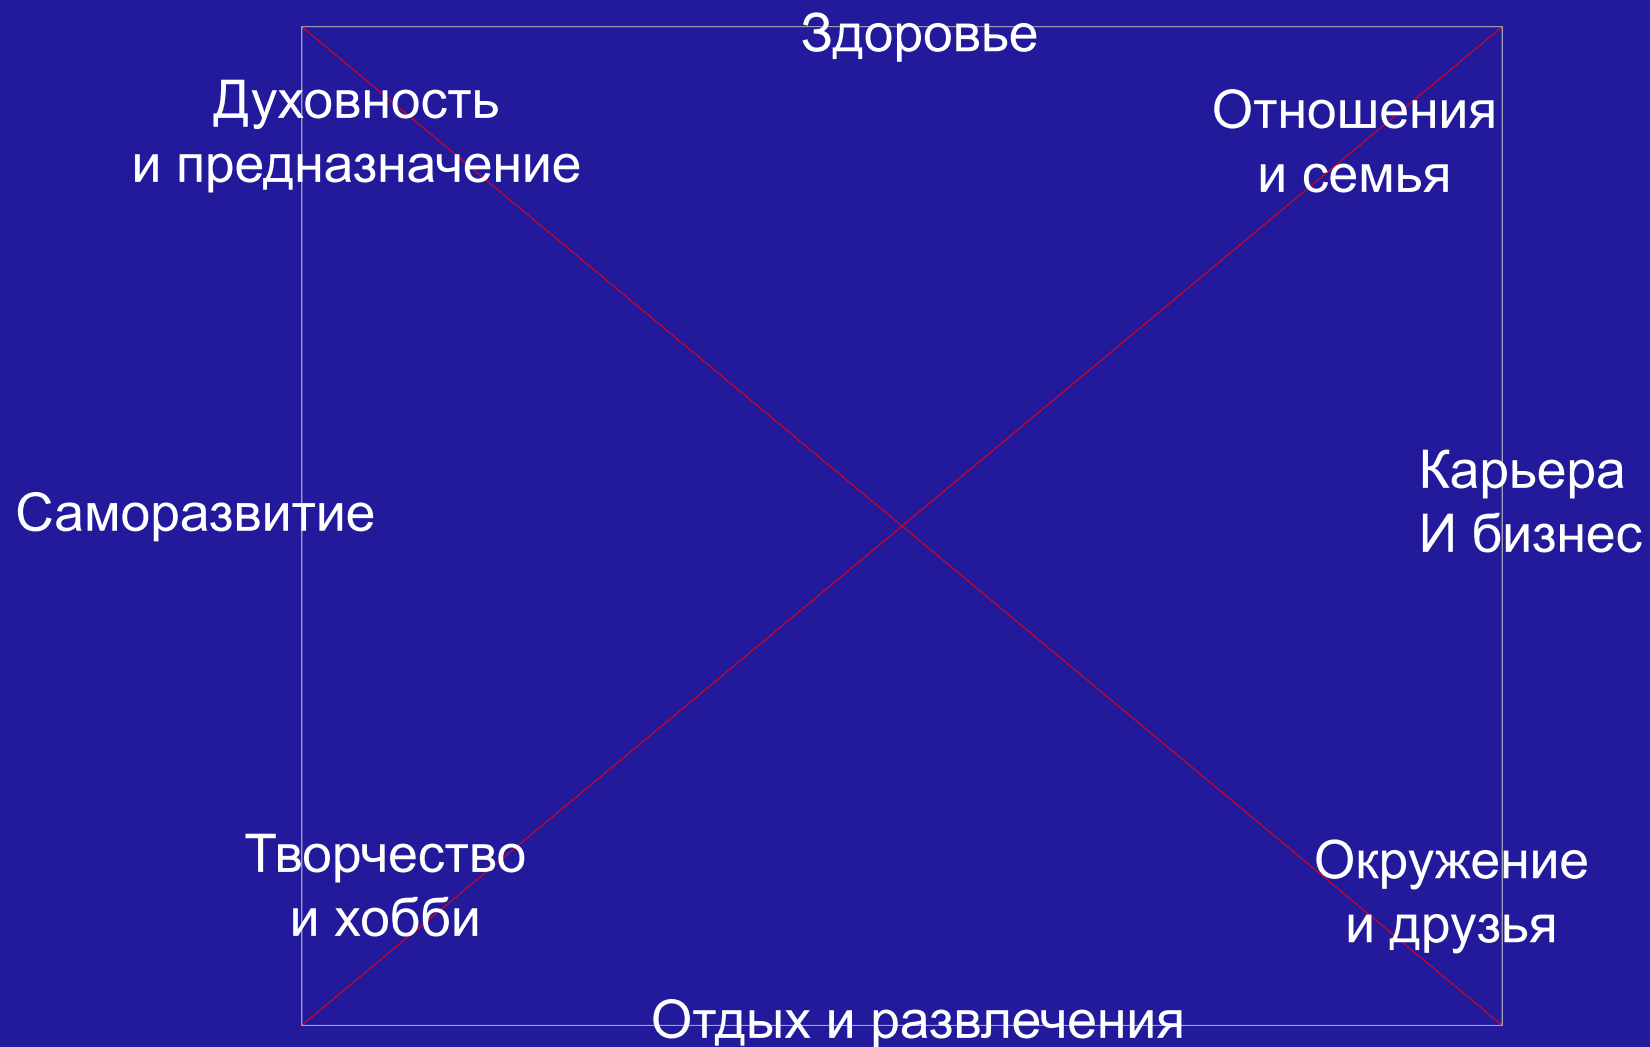 Здоровье
Духовность
и предназначение
Отношения
и семья
Саморазвитие
Карьера
И бизнес
Творчество
и хобби
Окружение
и друзья
Отдых и развлечения